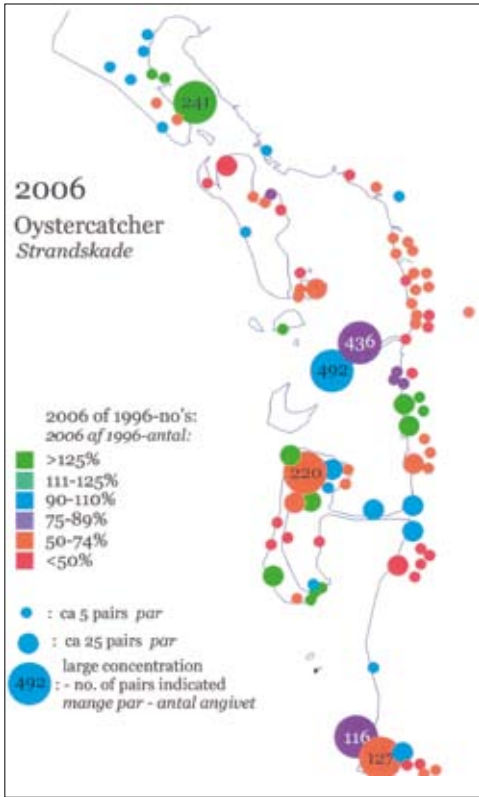 241
2006
Oystercatcher
Strandskade
436
492
220
2006 of 1996-no's:
2006 af 1996-antal:
>125%
111-125%
90-110%
75-89%
50-74%
<50%
: ca 5 pairs par
: ca 25 pairs par
large concentration
492 : - no. of pairs indicated
mange par - antal angivet
116
127